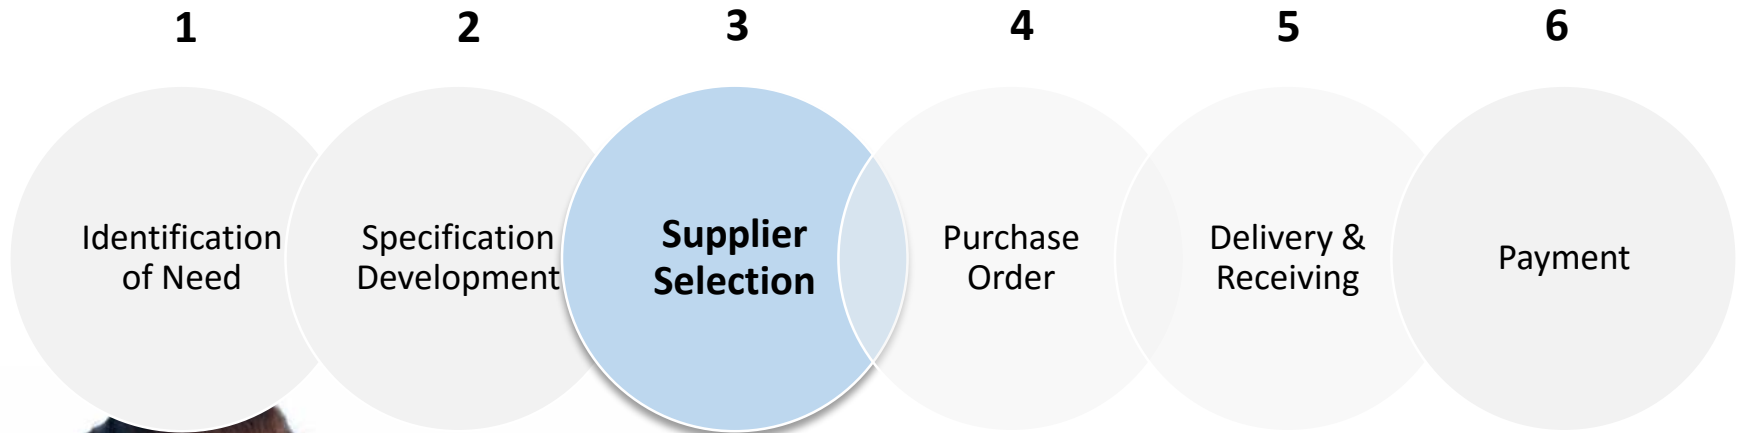 1
2
3
4
5
6
Identification
of Need
Specification
Development
Supplier
Selection
Purchase
Order
Delivery &
Receiving
Payment